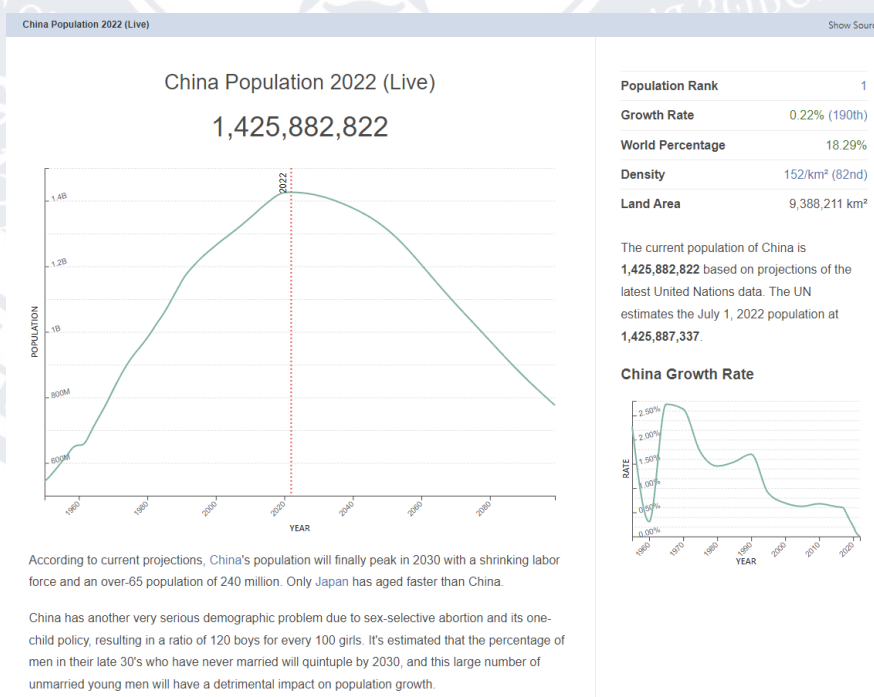 China Population 2022 (Live)
Show Sourc
China Population 2022 (Live)
1,425,882,822
2022
1.4B
1.2B
1B
800M
600M
POPULATION
1960
1980
2000
2020
2040
2060
2080
YEAR
According to current projections, China's population will finally peak in 2030 with a shrinking labor
force and an over-65 population of 240 million. Only Japan has aged faster than China.
China has another very serious demographic problem due to sex-selective abortion and its one-
child policy, resulting in a ratio of 120 boys for every 100 girls. It's estimated that the percentage of
men in their late 30's who have never married will quintuple by 2030, and this large number of
unmarried young men will have a detrimental impact on population growth.
Population Rank 1
Growth Rate 0.22% (190th)
World Percentage 18.29%
Density 152/km² (82nd)
Land Area 9,388,211 km²
The current population of China is
1,425,882,822 based on projections of the
latest United Nations data. The UN
estimates the July 1, 2022 population at
1,425,887,337.
China Growth Rate
2.50%
2.00%
1.50%
1.00%
0.50%
0.00%
RATE
1960
1970
1980
1990
2000
2010
2020
YEAR